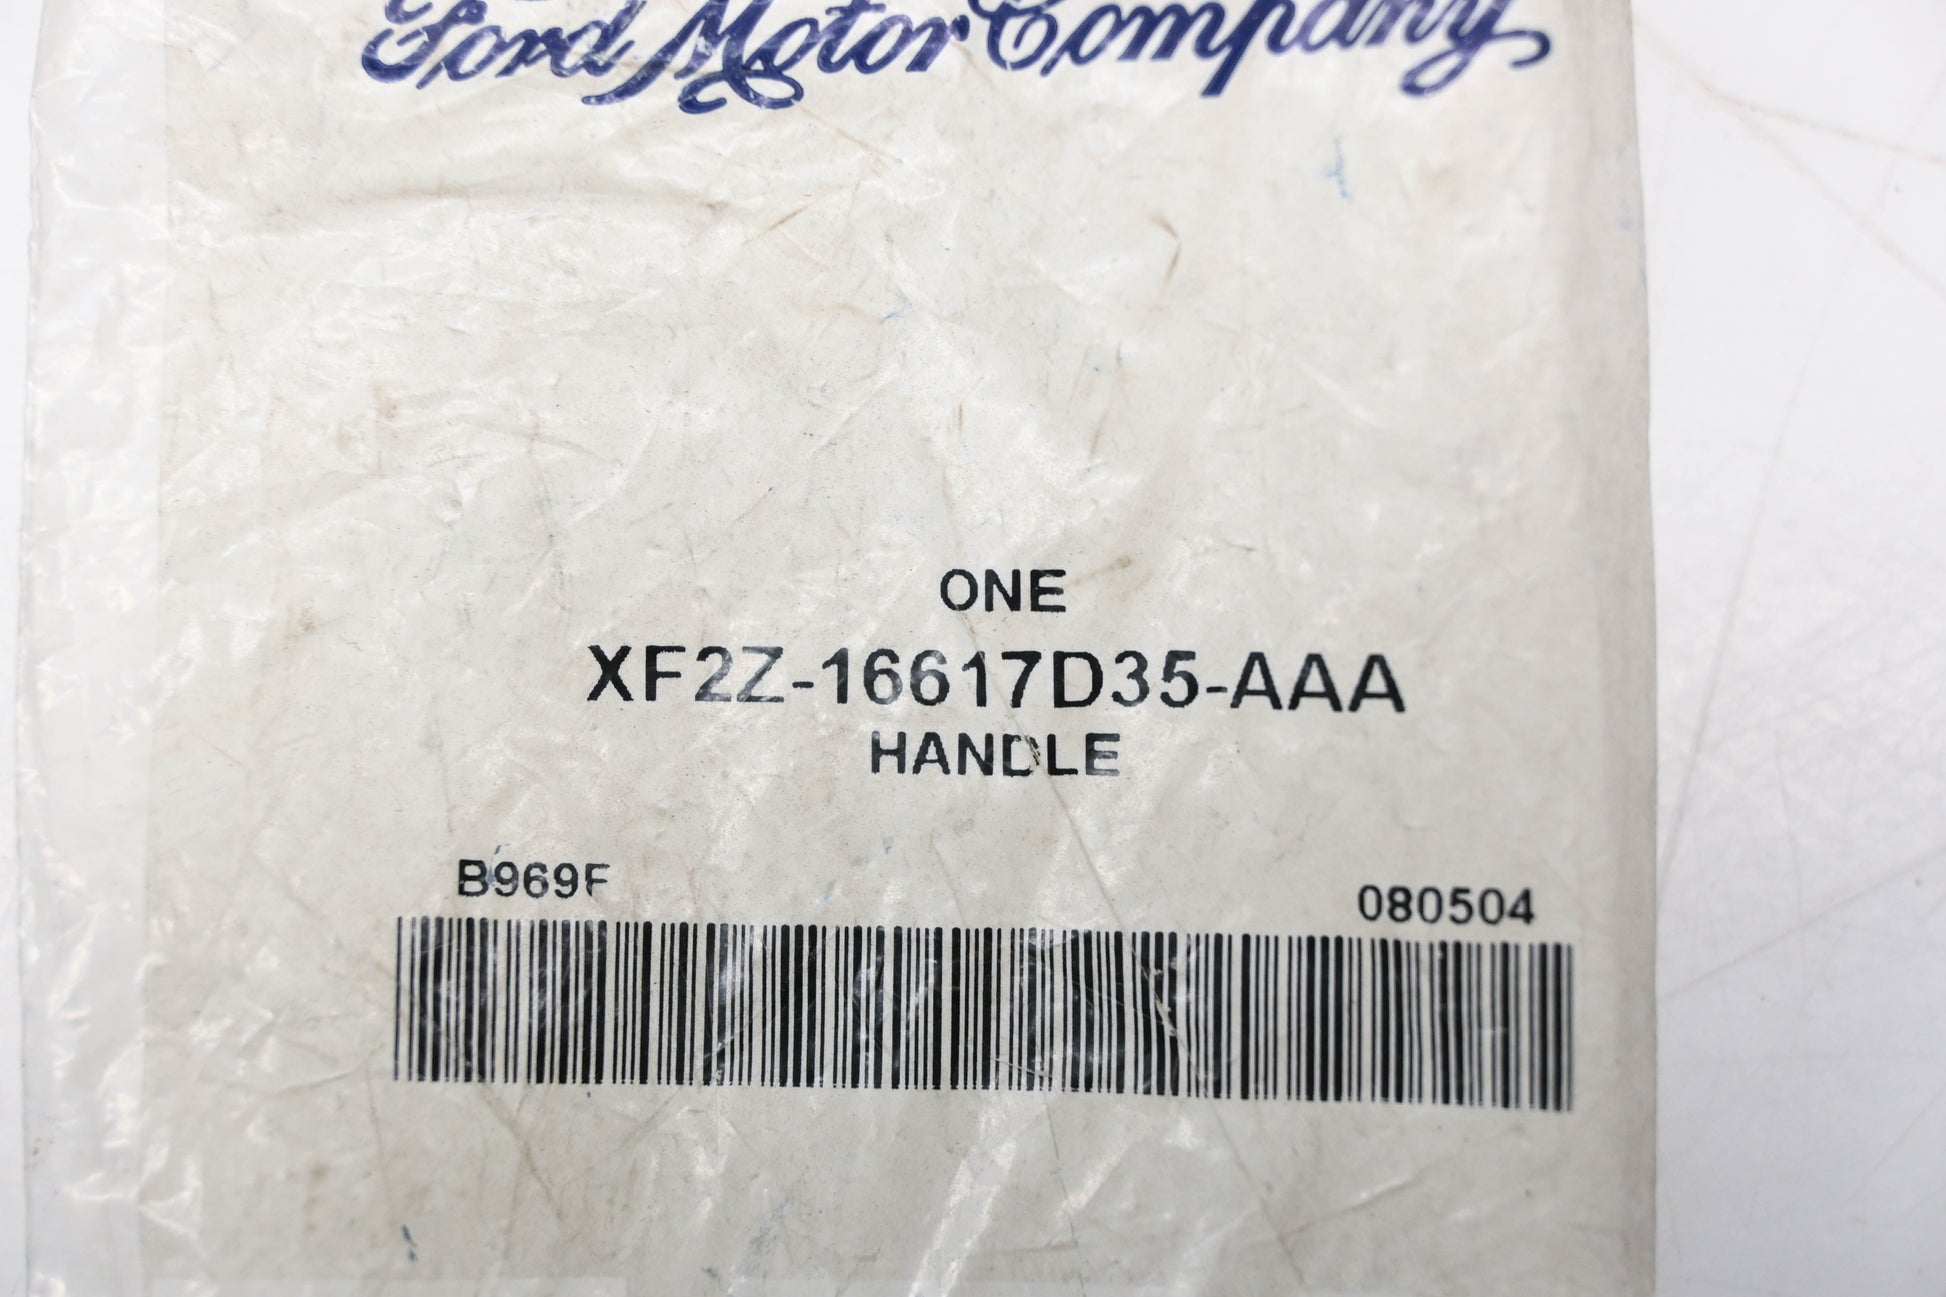 Ford Motor Company
ONE
XF2Z-16617D35-AAA
HANDLE
B969F
080504